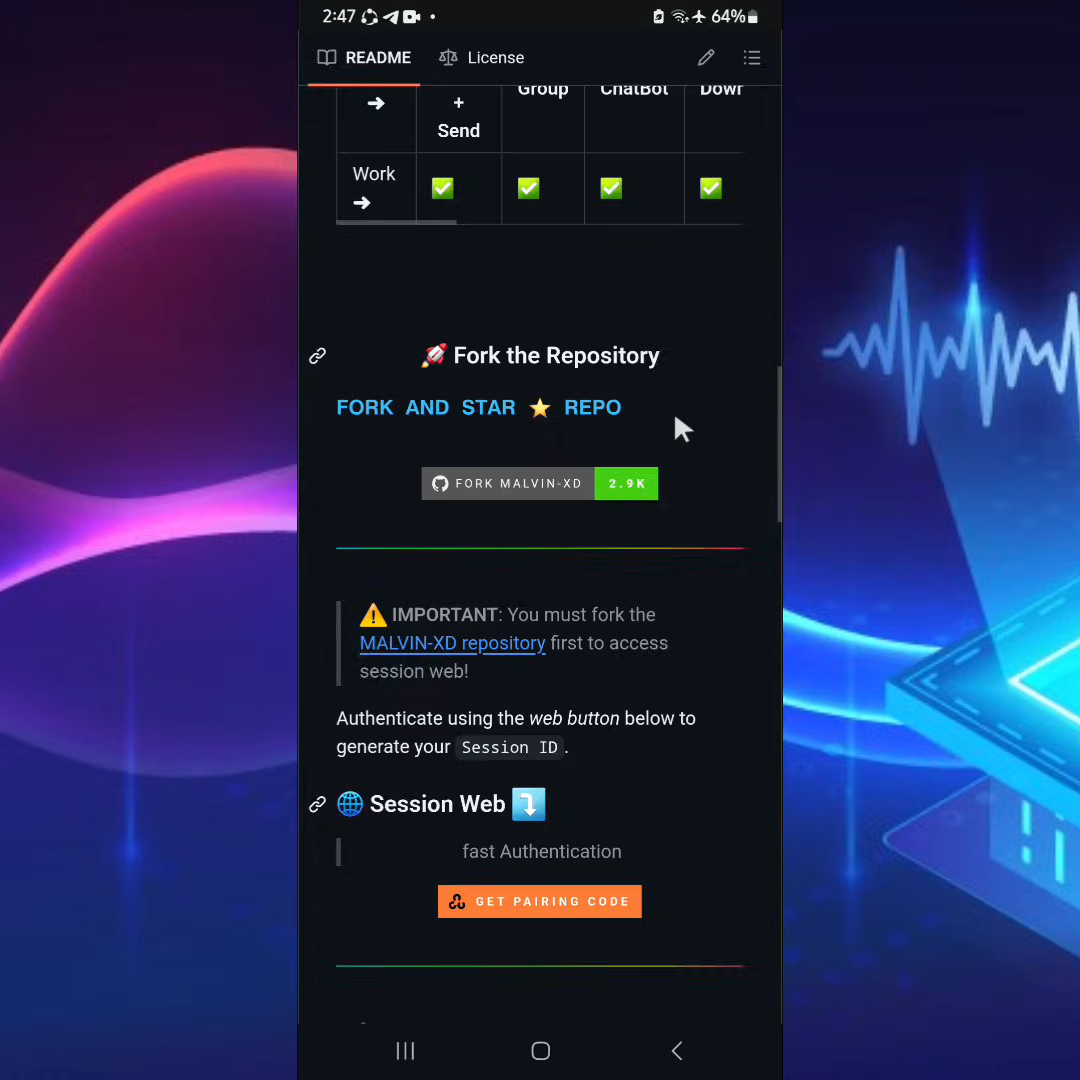 2:47
64%
README License
Group ChatBot
+
Send
Work
Fork the Repository
FORK AND STAR ⭐ REPO
FORK MALVIN-XD 2.9K
⚠️ IMPORTANT: You must fork the
MALVIN-XD repository first to access
session web!
Authenticate using the web button below to
generate your Session ID.
Session Web
fast Authentication
GET PAIRING CODE